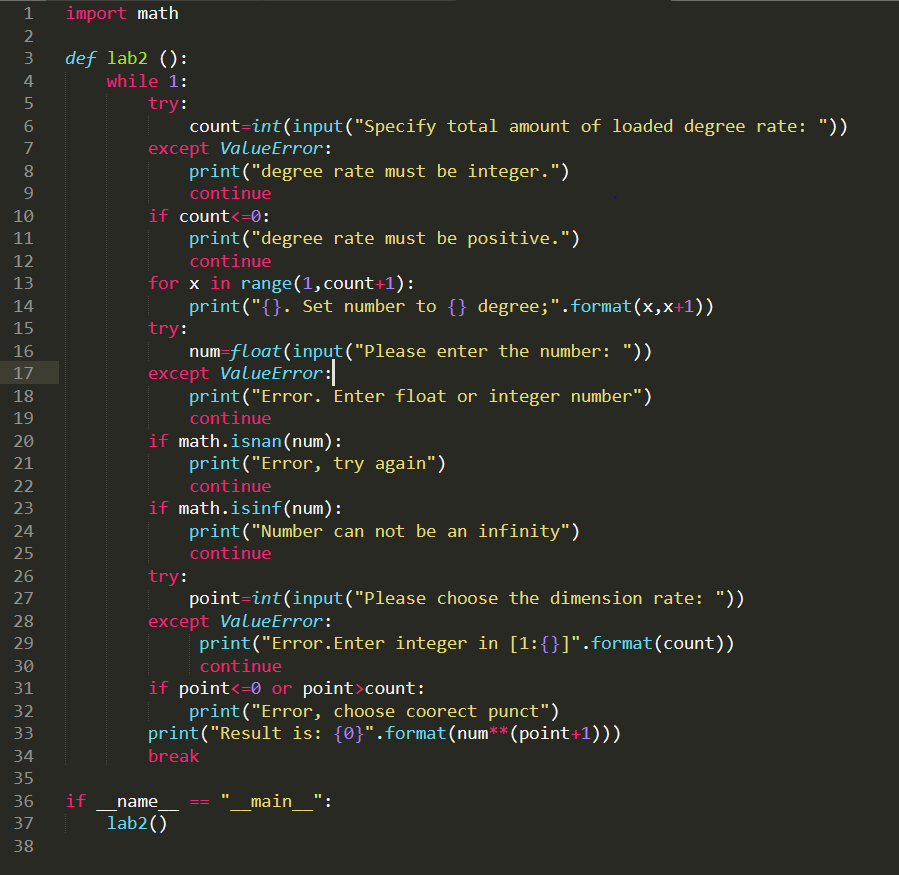 1 import math
2
3 def lab2 ():
4     while 1:
5         try:
6             count=int(input("Specify total amount of loaded degree rate: "))
7         except ValueError:
8             print("degree rate must be integer.")
9             continue
10         if count<=0:
11             print("degree rate must be positive.")
12             continue
13         for x in range(1,count+1):
14             print("{}. Set number to {} degree;".format(x,x+1))
15         try:
16             num=float(input("Please enter the number: "))
17         except ValueError:
18             print("Error. Enter float or integer number")
19             continue
20         if math.isnan(num):
21             print("Error, try again")
22             continue
23         if math.isinf(num):
24             print("Number can not be an infinity")
25             continue
26         try:
27             point=int(input("Please choose the dimension rate: "))
28         except ValueError:
29              print("Error.Enter integer in [1:{}]".format(count))
30              continue
31         if point<=0 or point>count:
32             print("Error, choose coorect punct")
33         print("Result is: {0}".format(num**(point+1)))
34         break
35
36 if __name__ == "__main__":
37     lab2()
38